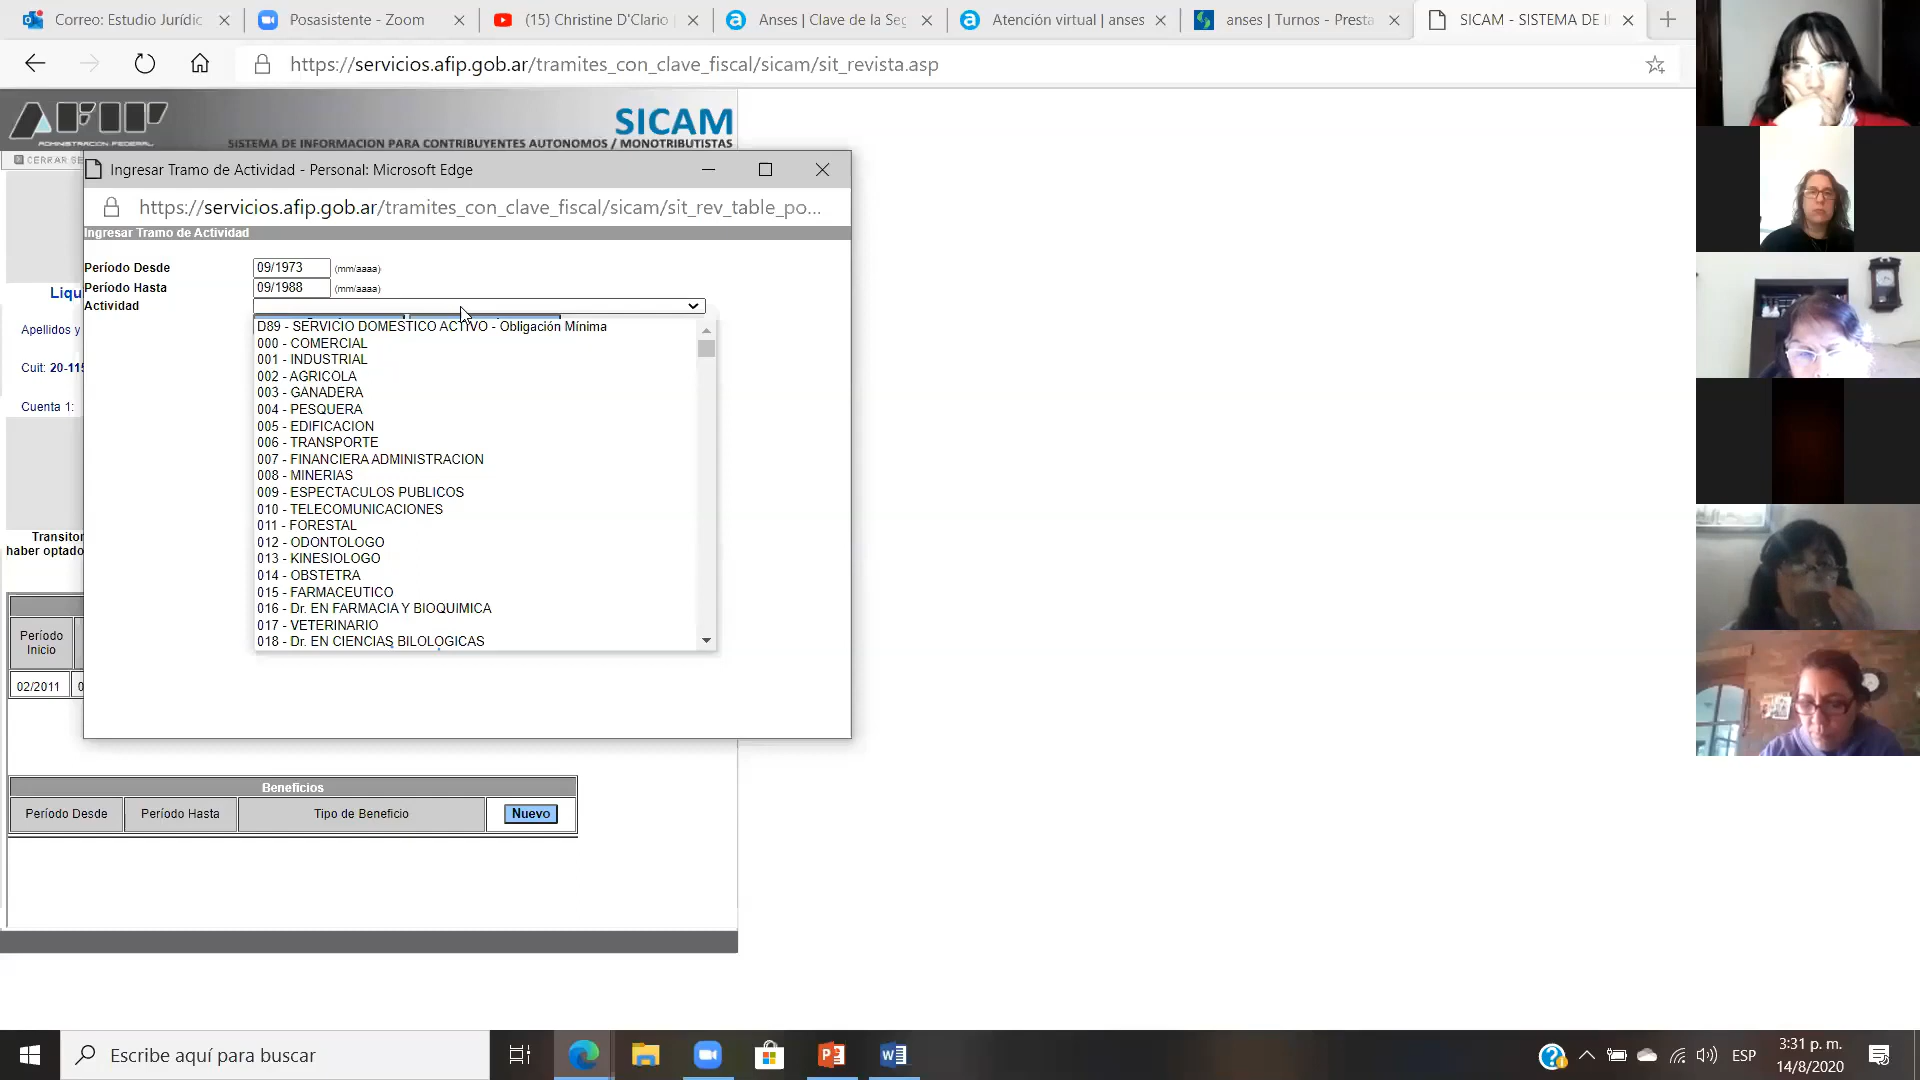 Correo: Estudio Jurídic
Posasistente - Zoom
(15) Christine D'Clario
Anses | Clave de la Seg
Atención virtual | anses
anses | Turnos - Presta
SICAM - SISTEMA DE I
https://servicios.afip.gob.ar/tramites_con_clave_fiscal/sicam/sit_revista.asp
AFIP
ADMINISTRACION FEDERAL
SICAM
SISTEMA DE INFORMACION PARA CONTRIBUYENTES AUTONOMOS / MONOTRIBUTISTAS
CERRAR SE
Ingresar Tramo de Actividad - Personal: Microsoft Edge
https://servicios.afip.gob.ar/tramites_con_clave_fiscal/sicam/sit_rev_table_po...
Ingresar Tramo de Actividad
Período Desde 09/1973 (mm/aaaa)
Período Hasta 09/1988 (mm/aaaa)
Actividad
D89 - SERVICIO DOMESTICO ACTIVO - Obligación Mínima
000 - COMERCIAL
001 - INDUSTRIAL
002 - AGRICOLA
003 - GANADERA
004 - PESQUERA
005 - EDIFICACION
006 - TRANSPORTE
007 - FINANCIERA ADMINISTRACION
008 - MINERIAS
009 - ESPECTACULOS PUBLICOS
010 - TELECOMUNICACIONES
011 - FORESTAL
012 - ODONTOLOGO
013 - KINESIOLOGO
014 - OBSTETRA
015 - FARMACEUTICO
016 - Dr. EN FARMACIA Y BIOQUIMICA
017 - VETERINARIO
018 - Dr. EN CIENCIAS BILOLOGICAS
Liqu
Apellidos y
Cuit: 20-115
Cuenta 1:
Transitor
haber optado
Período
Inicio
02/2011 0
Beneficios
Período Desde Período Hasta Tipo de Beneficio Nuevo
Escribe aquí para buscar
ESP
3:31 p. m.
14/8/2020